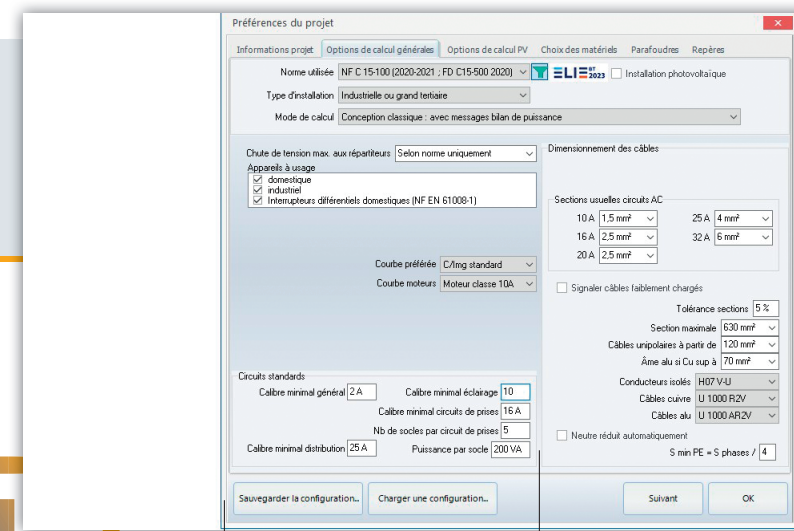 Préférences du projet
Informations projet Options de calcul générales Options de calcul PV Choix des matériels Parafoudres Repères
Norme utilisée NF C 15-100 (2020-2021 ; FD C15-500 2020) ELIE BT 2023 Installation photovoltaïque
Type d'installation Industrielle ou grand tertiaire
Mode de calcul Conception classique : avec messages bilan de puissance
Chute de tension max. aux répartiteurs Selon norme uniquement
Appareils à usage
domestique
industriel
Interrupteurs différentiels domestiques (NF EN 61008-1)
Courbe préférée C/Img standard
Courbe moteurs Moteur classe 10A
Circuits standards
Calibre minimal général 2 A Calibre minimal éclairage 10
Calibre minimal circuits de prises 16 A
Nb de socles par circuit de prises 5
Calibre minimal distribution 25 A Puissance par socle 200 VA
Dimensionnement des câbles
Sections usuelles circuits AC
10 A 1,5 mm² 25 A 4 mm²
16 A 2,5 mm² 32 A 6 mm²
20 A 2,5 mm²
Signaler câbles faiblement chargés
Tolérance sections 5 %
Section maximale 630 mm²
Câbles unipolaires à partir de 120 mm²
Âme alu si Cu sup à 70 mm²
Conducteurs isolés H07 V-U
Câbles cuivre U 1000 R2V
Câbles alu U 1000 AR2V
Neutre réduit automatiquement
S min PE = S phases / 4
Sauvegarder la configuration... Charger une configuration... Suivant OK